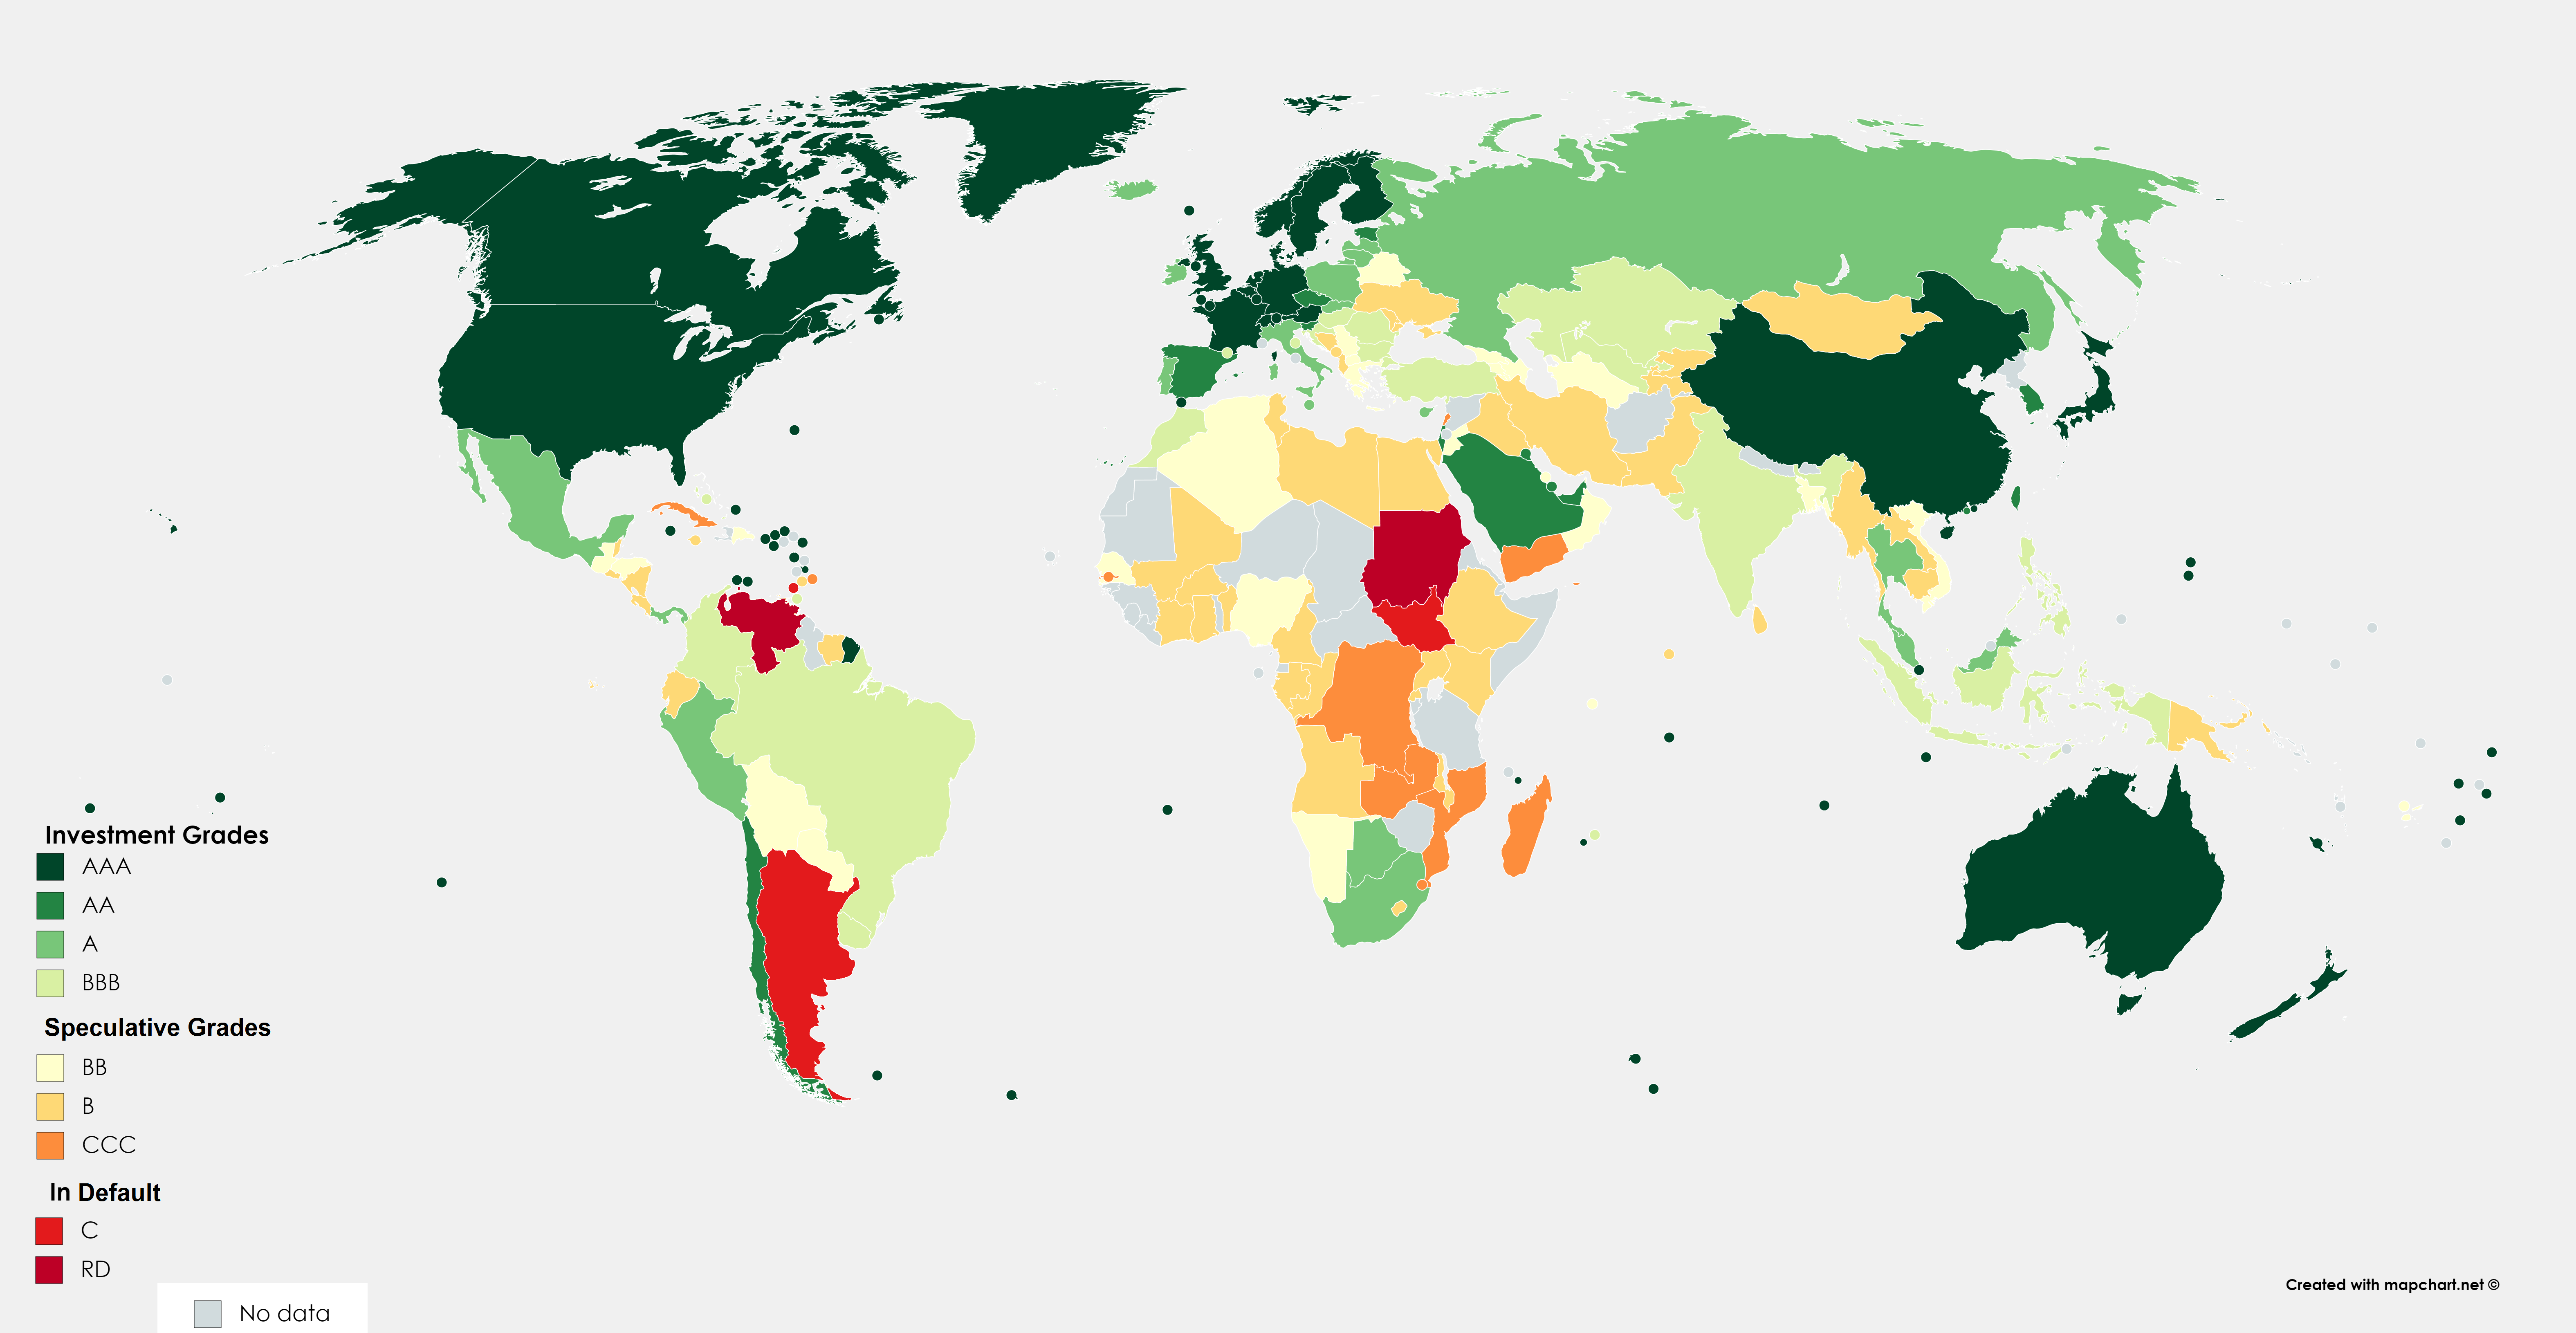 Investment Grades
AAA
AA
A
BBB
Speculative Grades
BB
B
CCC
In Default
C
RD
No data
Created with mapchart.net ©